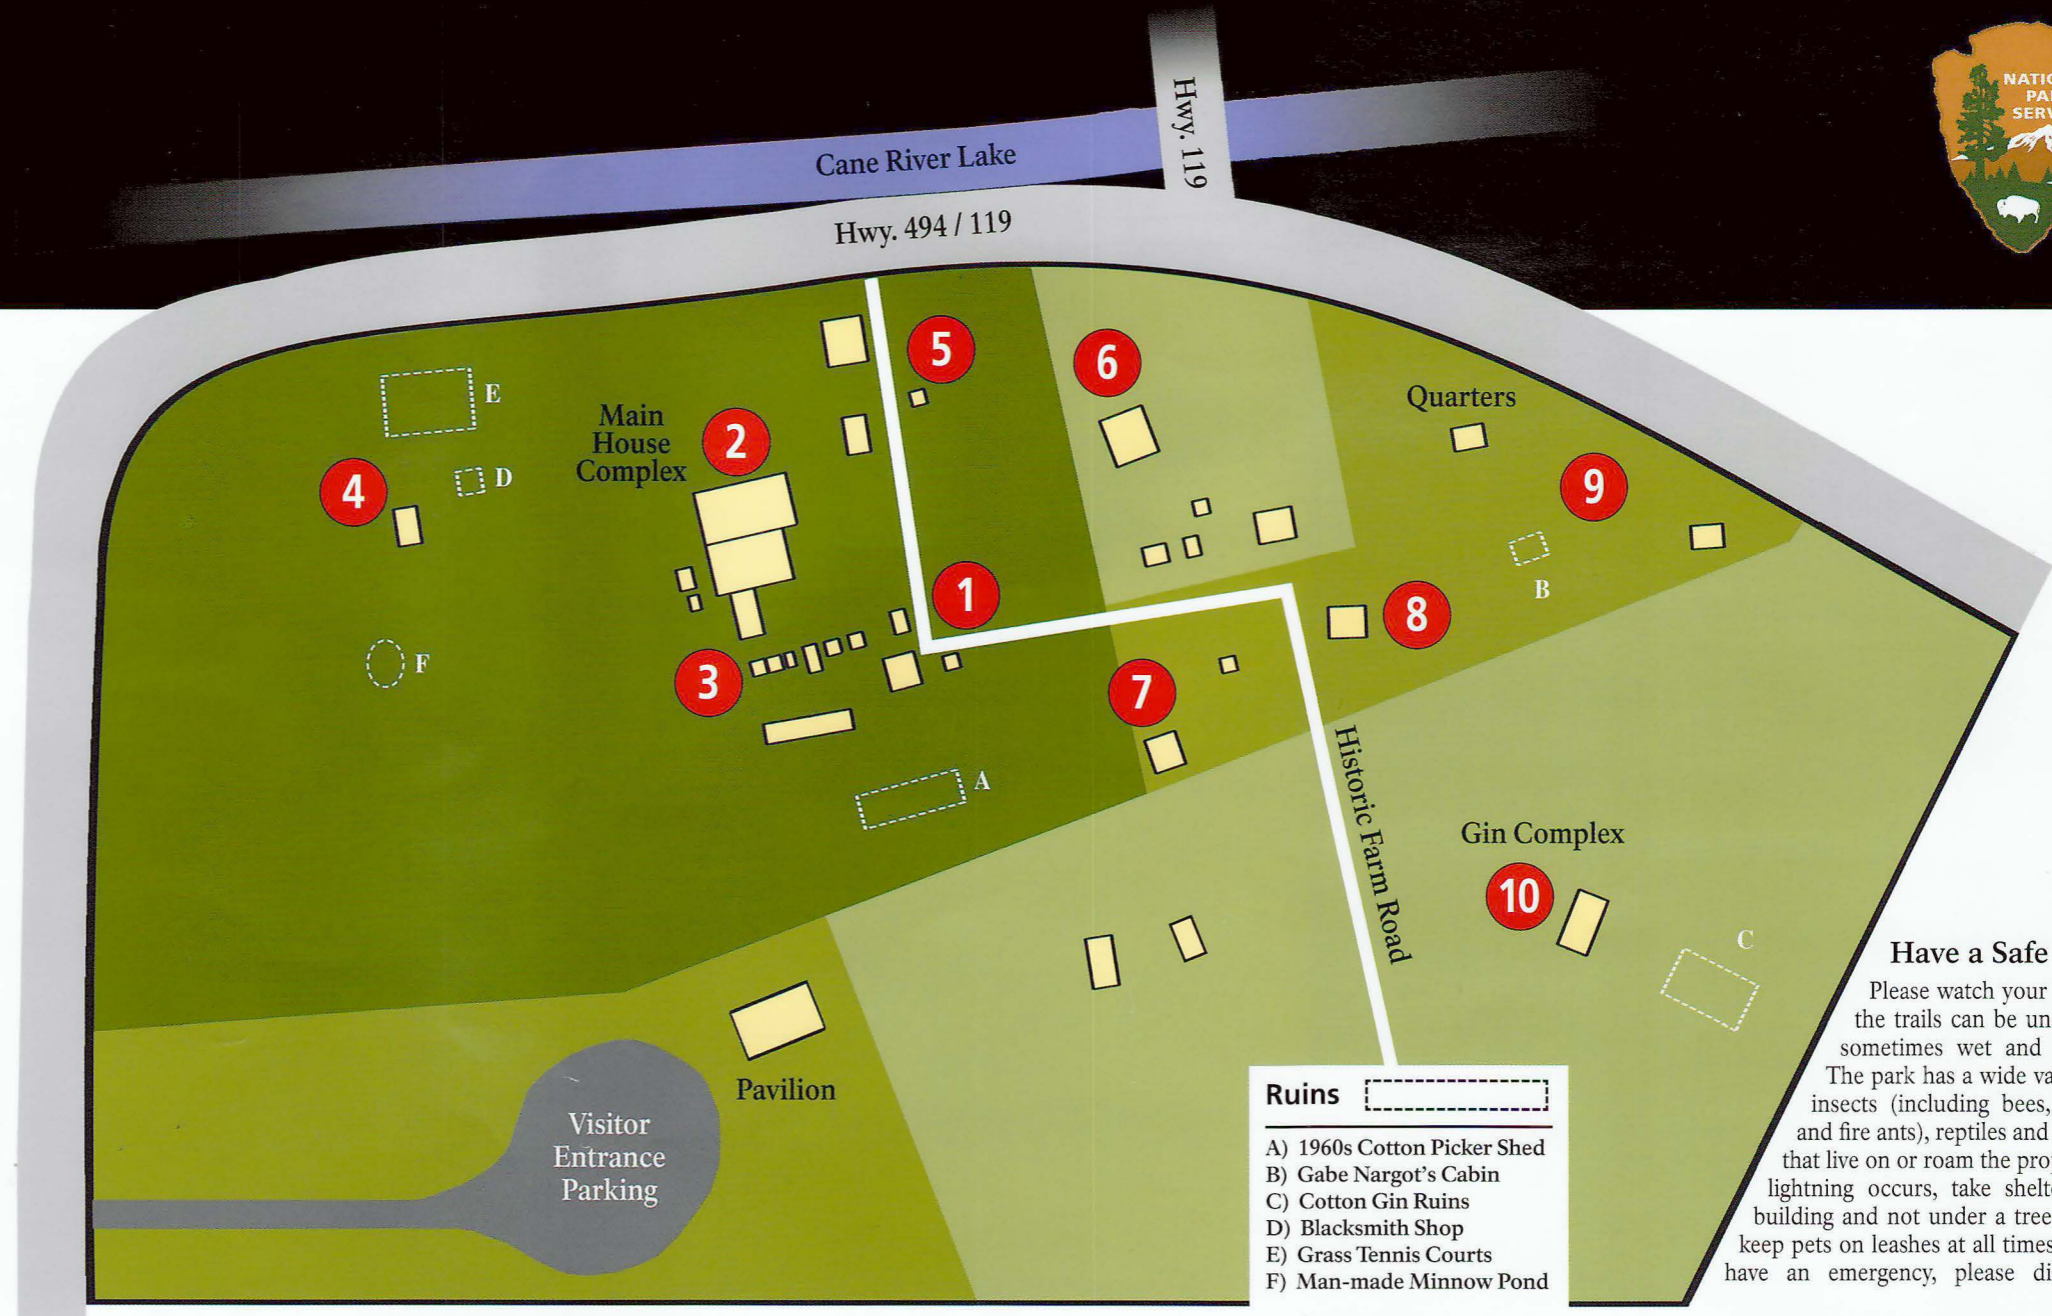 Hwy. 119
NATIO
PA
SERV
Cane River Lake
Hwy. 494 / 119
5
6
E
Quarters
Main
House
Complex
2
4
D
9
B
1
8
3
F
7
A
Historic Farm Road
Gin Complex
10
C
Pavilion
Visitor
Entrance
Parking
Ruins
A) 1960s Cotton Picker Shed
B) Gabe Nargot's Cabin
C) Cotton Gin Ruins
D) Blacksmith Shop
E) Grass Tennis Courts
F) Man-made Minnow Pond
Have a Safe
Please watch your
the trails can be un
sometimes wet and
The park has a wide va
insects (including bees,
and fire ants), reptiles and
that live on or roam the pro
lightning occurs, take shelt
building and not under a tree
keep pets on leashes at all times
have an emergency, please di